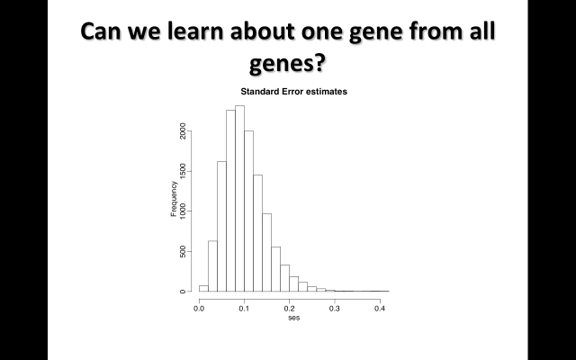 Can we learn about one gene from all
genes?
Standard Error estimates
Frequency
2000
1500
1000
500
0
0.0 0.1 0.2 0.3 0.4
ses